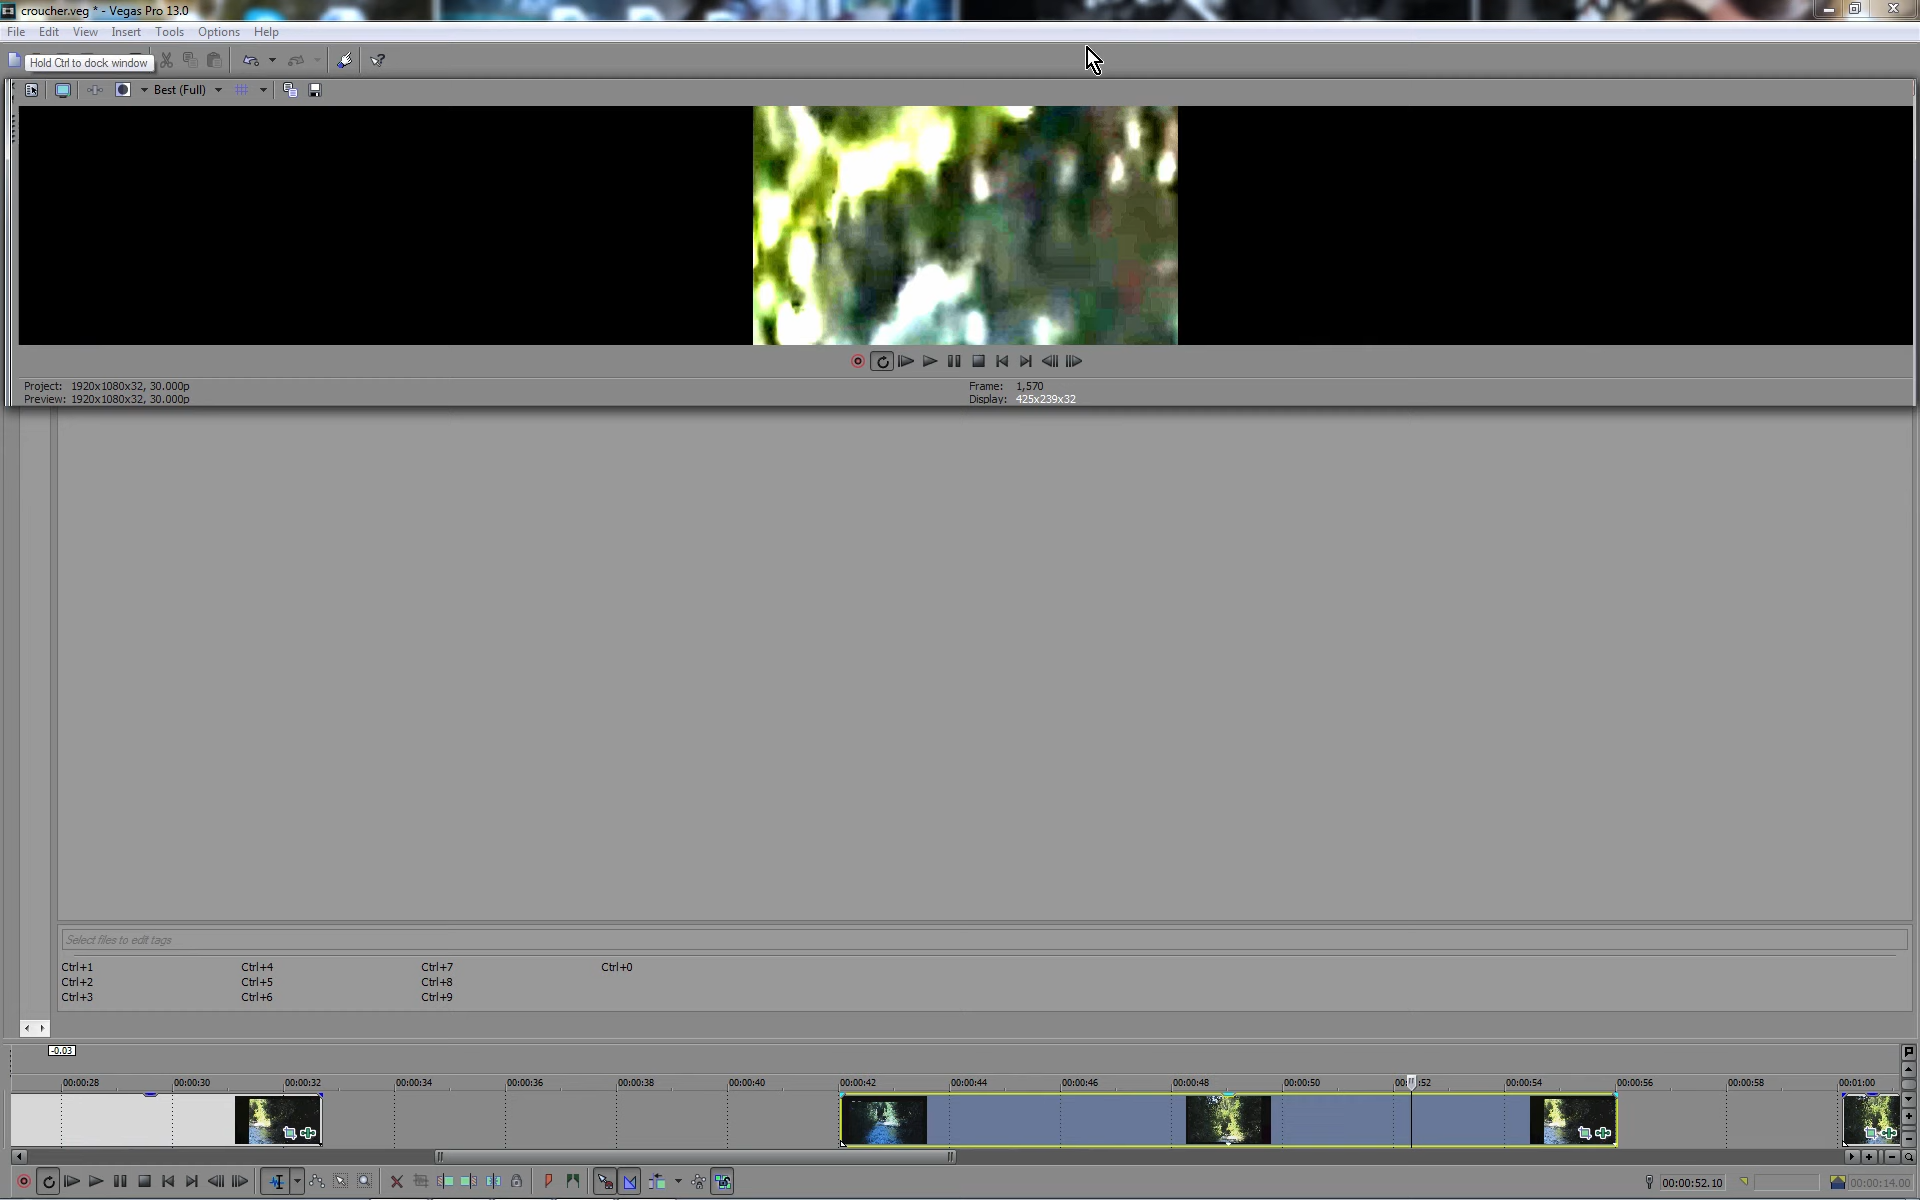 croucher.veg * - Vegas Pro 13.0
File Edit View Insert Tools Options Help
Hold Ctrl to dock window
Best (Full)
Project: 1920x1080x32, 30.000p
Preview: 1920x1080x32, 30.000p
Frame: 1,570
Display: 425x239x32
Select files to edit tags
Ctrl+1 Ctrl+4 Ctrl+7 Ctrl+0
Ctrl+2 Ctrl+5 Ctrl+8
Ctrl+3 Ctrl+6 Ctrl+9
-0.03
00:00:28 00:00:30 00:00:32 00:00:34 00:00:36 00:00:38 00:00:40 00:00:42 00:00:44 00:00:46 00:00:48 00:00:50 :52 00:00:54 00:00:56 00:00:58 00:01:00
00:00:52.10 00:00:14.00